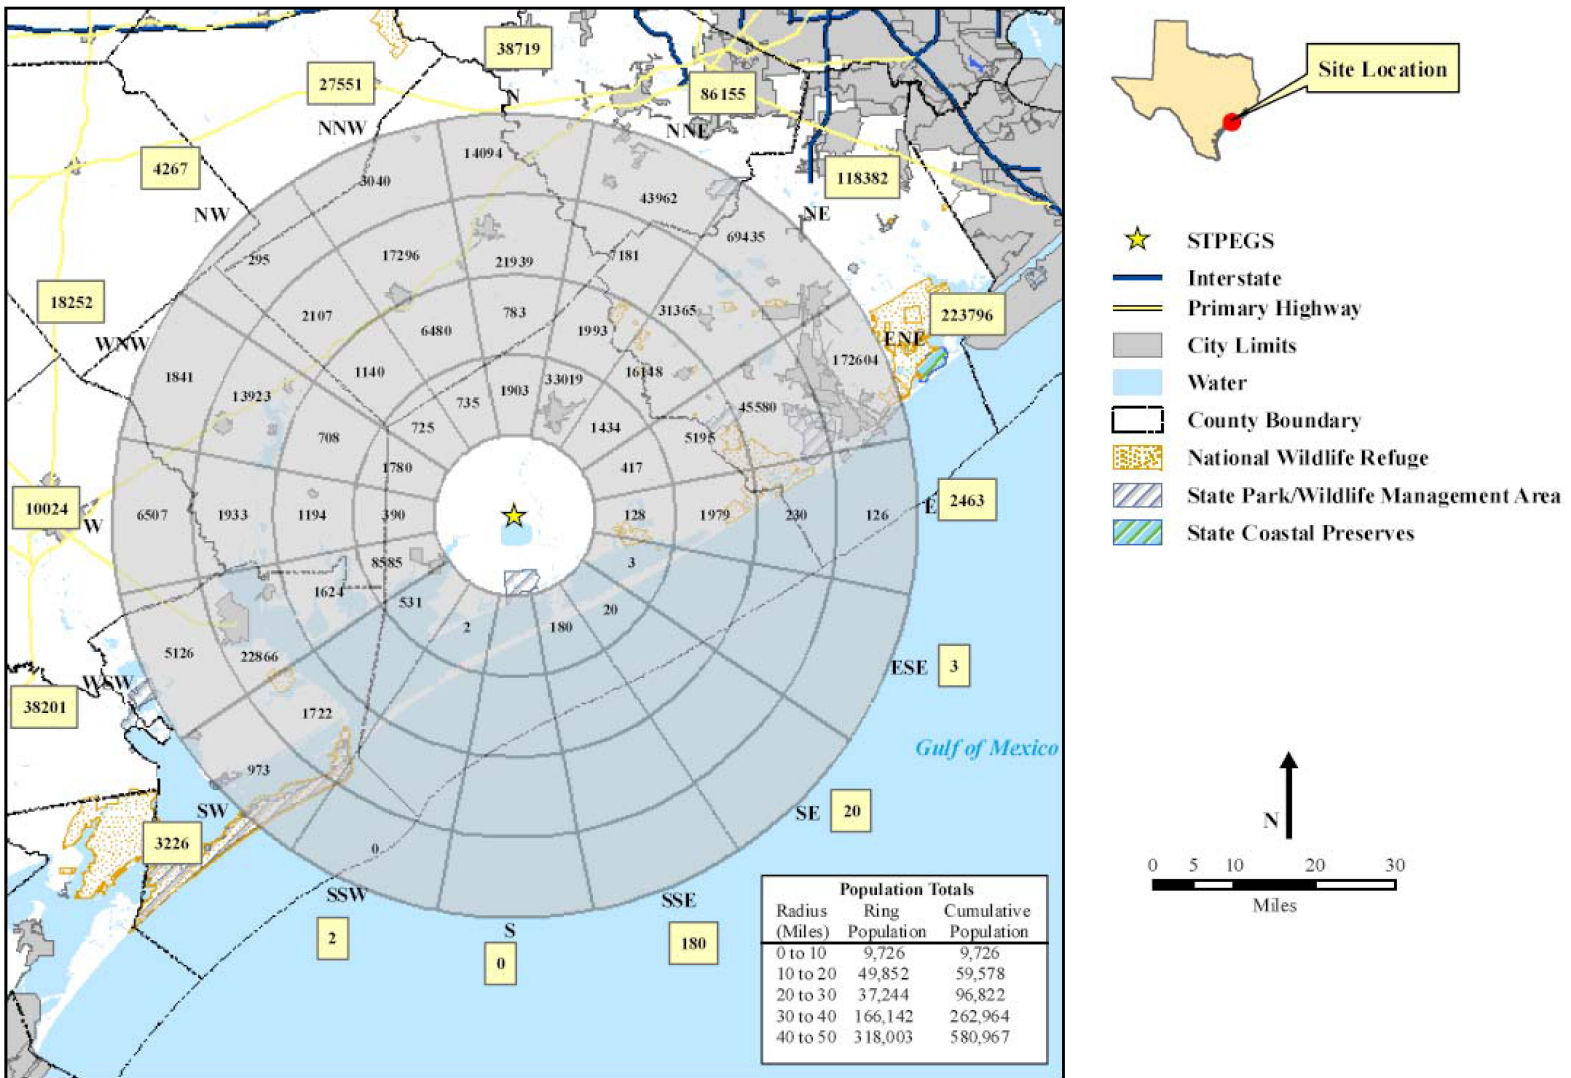 38719
27551
86155
N
NNW
NNE
4267
14094
118382
3040
43962
NW
NE
69435
295
17296
21939
7181
18252
2107
6480
783
1993
31365
223796
WNW
ENE
1841
1140
33019
16148
172604
13923
735
1903
45580
708
725
1434
5195
1780
417
10024
W
6507
1933
1194
390
128
1979
230
126
E
2463
8585
3
1624
531
20
2
180
5126
22866
WSW
ESE
3
38201
1722
Gulf of Mexico
973
SW
SE
20
3226
0
SSW
SSE
2
S
180
0
Population Totals
Radius Ring Cumulative
(Miles) Population Population
0 to 10 9,726 9,726
10 to 20 49,852 59,578
20 to 30 37,244 96,822
30 to 40 166,142 262,964
40 to 50 318,003 580,967
Site Location
STPEGS
Interstate
Primary Highway
City Limits
Water
County Boundary
National Wildlife Refuge
State Park/Wildlife Management Area
State Coastal Preserves
N
0 5 10 20 30
Miles